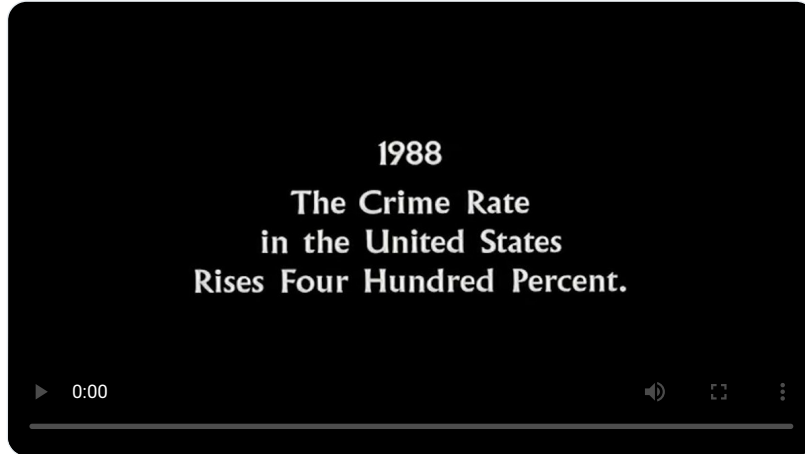 1988
The Crime Rate
in the United States
Rises Four Hundred Percent.
0:00